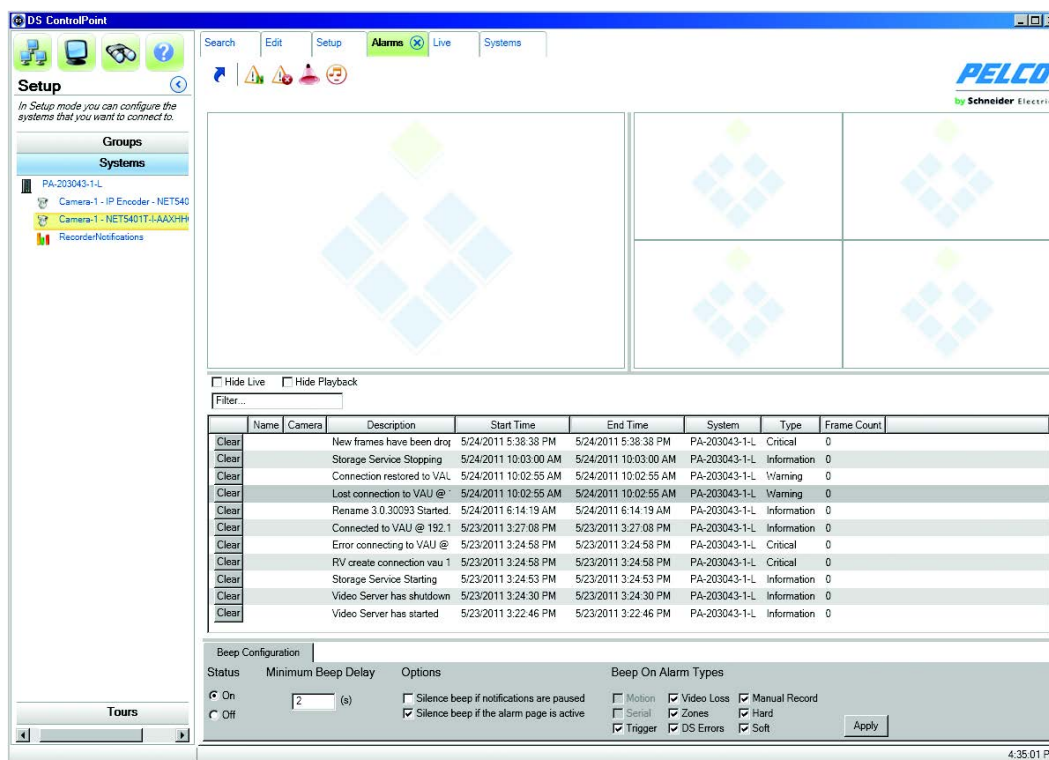 DS ControlPoint
Search Edit Setup Alarms Live Systems
PELCO
by Schneider Electric
Setup
In Setup mode you can configure the
systems that you want to connect to.
Groups
Systems
PA-203043-1-L
Camera-1 - IP Encoder - NET540
Camera-1 - NET5401T-I-AAXHH
RecorderNotifications
Tours
Hide Live Hide Playback
Filter...
Name Camera Description Start Time End Time System Type Frame Count
Clear New frames have been drop 5/24/2011 5:38:38 PM 5/24/2011 5:38:38 PM PA-203043-1-L Critical 0
Clear Storage Service Stopping 5/24/2011 10:03:00 AM 5/24/2011 10:03:00 AM PA-203043-1-L Information 0
Clear Connection restored to VAU 5/24/2011 10:02:55 AM 5/24/2011 10:02:55 AM PA-203043-1-L Warning 0
Clear Lost connection to VAU @ 5/24/2011 10:02:55 AM 5/24/2011 10:02:55 AM PA-203043-1-L Warning 0
Clear Rename 3.0.30093 Started. 5/24/2011 6:14:19 AM 5/24/2011 6:14:19 AM PA-203043-1-L Information 0
Clear Connected to VAU @ 192.1 5/23/2011 3:27:08 PM 5/23/2011 3:27:08 PM PA-203043-1-L Information 0
Clear Error connecting to VAU @ 5/23/2011 3:24:58 PM 5/23/2011 3:24:58 PM PA-203043-1-L Critical 0
Clear RV create connection vau 1 5/23/2011 3:24:58 PM 5/23/2011 3:24:58 PM PA-203043-1-L Critical 0
Clear Storage Service Starting 5/23/2011 3:24:53 PM 5/23/2011 3:24:53 PM PA-203043-1-L Information 0
Clear Video Server has shutdown 5/23/2011 3:24:30 PM 5/23/2011 3:24:30 PM PA-203043-1-L Information 0
Clear Video Server has started 5/23/2011 3:22:46 PM 5/23/2011 3:22:46 PM PA-203043-1-L Information 0
Beep Configuration
Status Minimum Beep Delay Options Beep On Alarm Types
On 2 (s) Silence beep if notifications are paused Motion Video Loss Manual Record
Off Silence beep if the alarm page is active Serial Zones Hard
Trigger DS Errors Soft
Apply
4:35:01 P